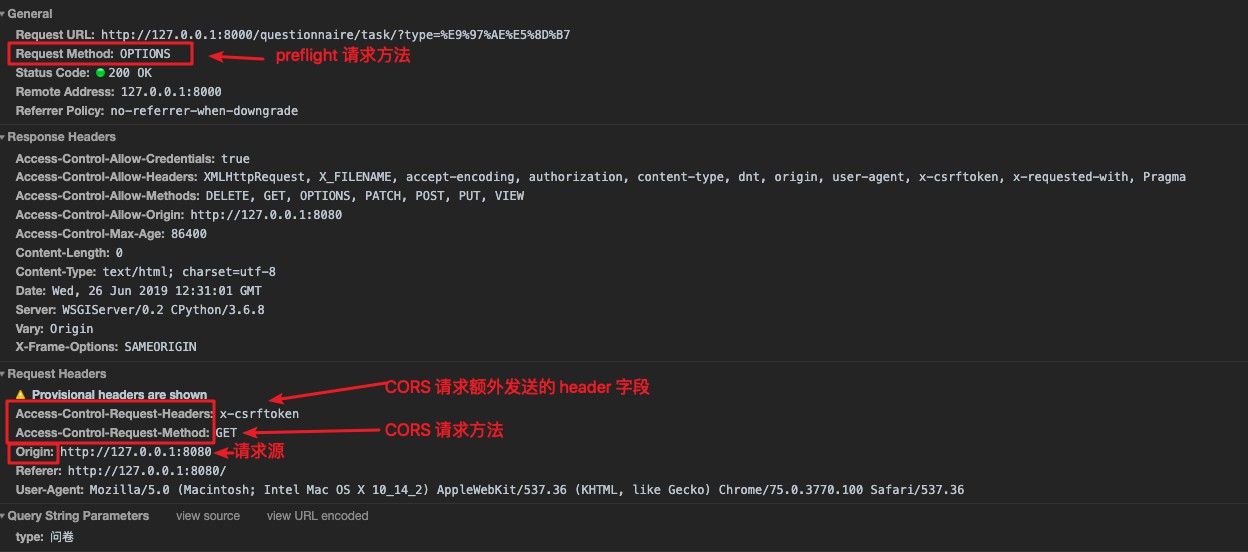 General
Request URL: http://127.0.0.1:8000/questionnaire/task/?type=%E9%97%AE%E5%8D%B7
Request Method: OPTIONS
preflight 请求方法
Status Code: 200 OK
Remote Address: 127.0.0.1:8000
Referrer Policy: no-referrer-when-downgrade
Response Headers
Access-Control-Allow-Credentials: true
Access-Control-Allow-Headers: XMLHttpRequest, X_FILENAME, accept-encoding, authorization, content-type, dnt, origin, user-agent, x-csrftoken, x-requested-with, Pragma
Access-Control-Allow-Methods: DELETE, GET, OPTIONS, PATCH, POST, PUT, VIEW
Access-Control-Allow-Origin: http://127.0.0.1:8080
Access-Control-Max-Age: 86400
Content-Length: 0
Content-Type: text/html; charset=utf-8
Date: Wed, 26 Jun 2019 12:31:01 GMT
Server: WSGIServer/0.2 CPython/3.6.8
Vary: Origin
X-Frame-Options: SAMEORIGIN
Request Headers
Provisional headers are shown
CORS 请求额外发送的 header 字段
Access-Control-Request-Headers: x-csrftoken
Access-Control-Request-Method: GET
CORS 请求方法
Origin: http://127.0.0.1:8080
请求源
Referer: http://127.0.0.1:8080/
User-Agent: Mozilla/5.0 (Macintosh; Intel Mac OS X 10_14_2) AppleWebKit/537.36 (KHTML, like Gecko) Chrome/75.0.3770.100 Safari/537.36
Query String Parameters view source view URL encoded
type: 问卷